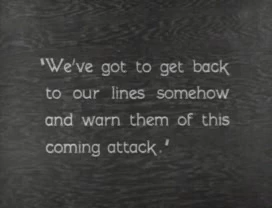 "We've got to get back
to our lines somehow
and warn them of this
coming attack."